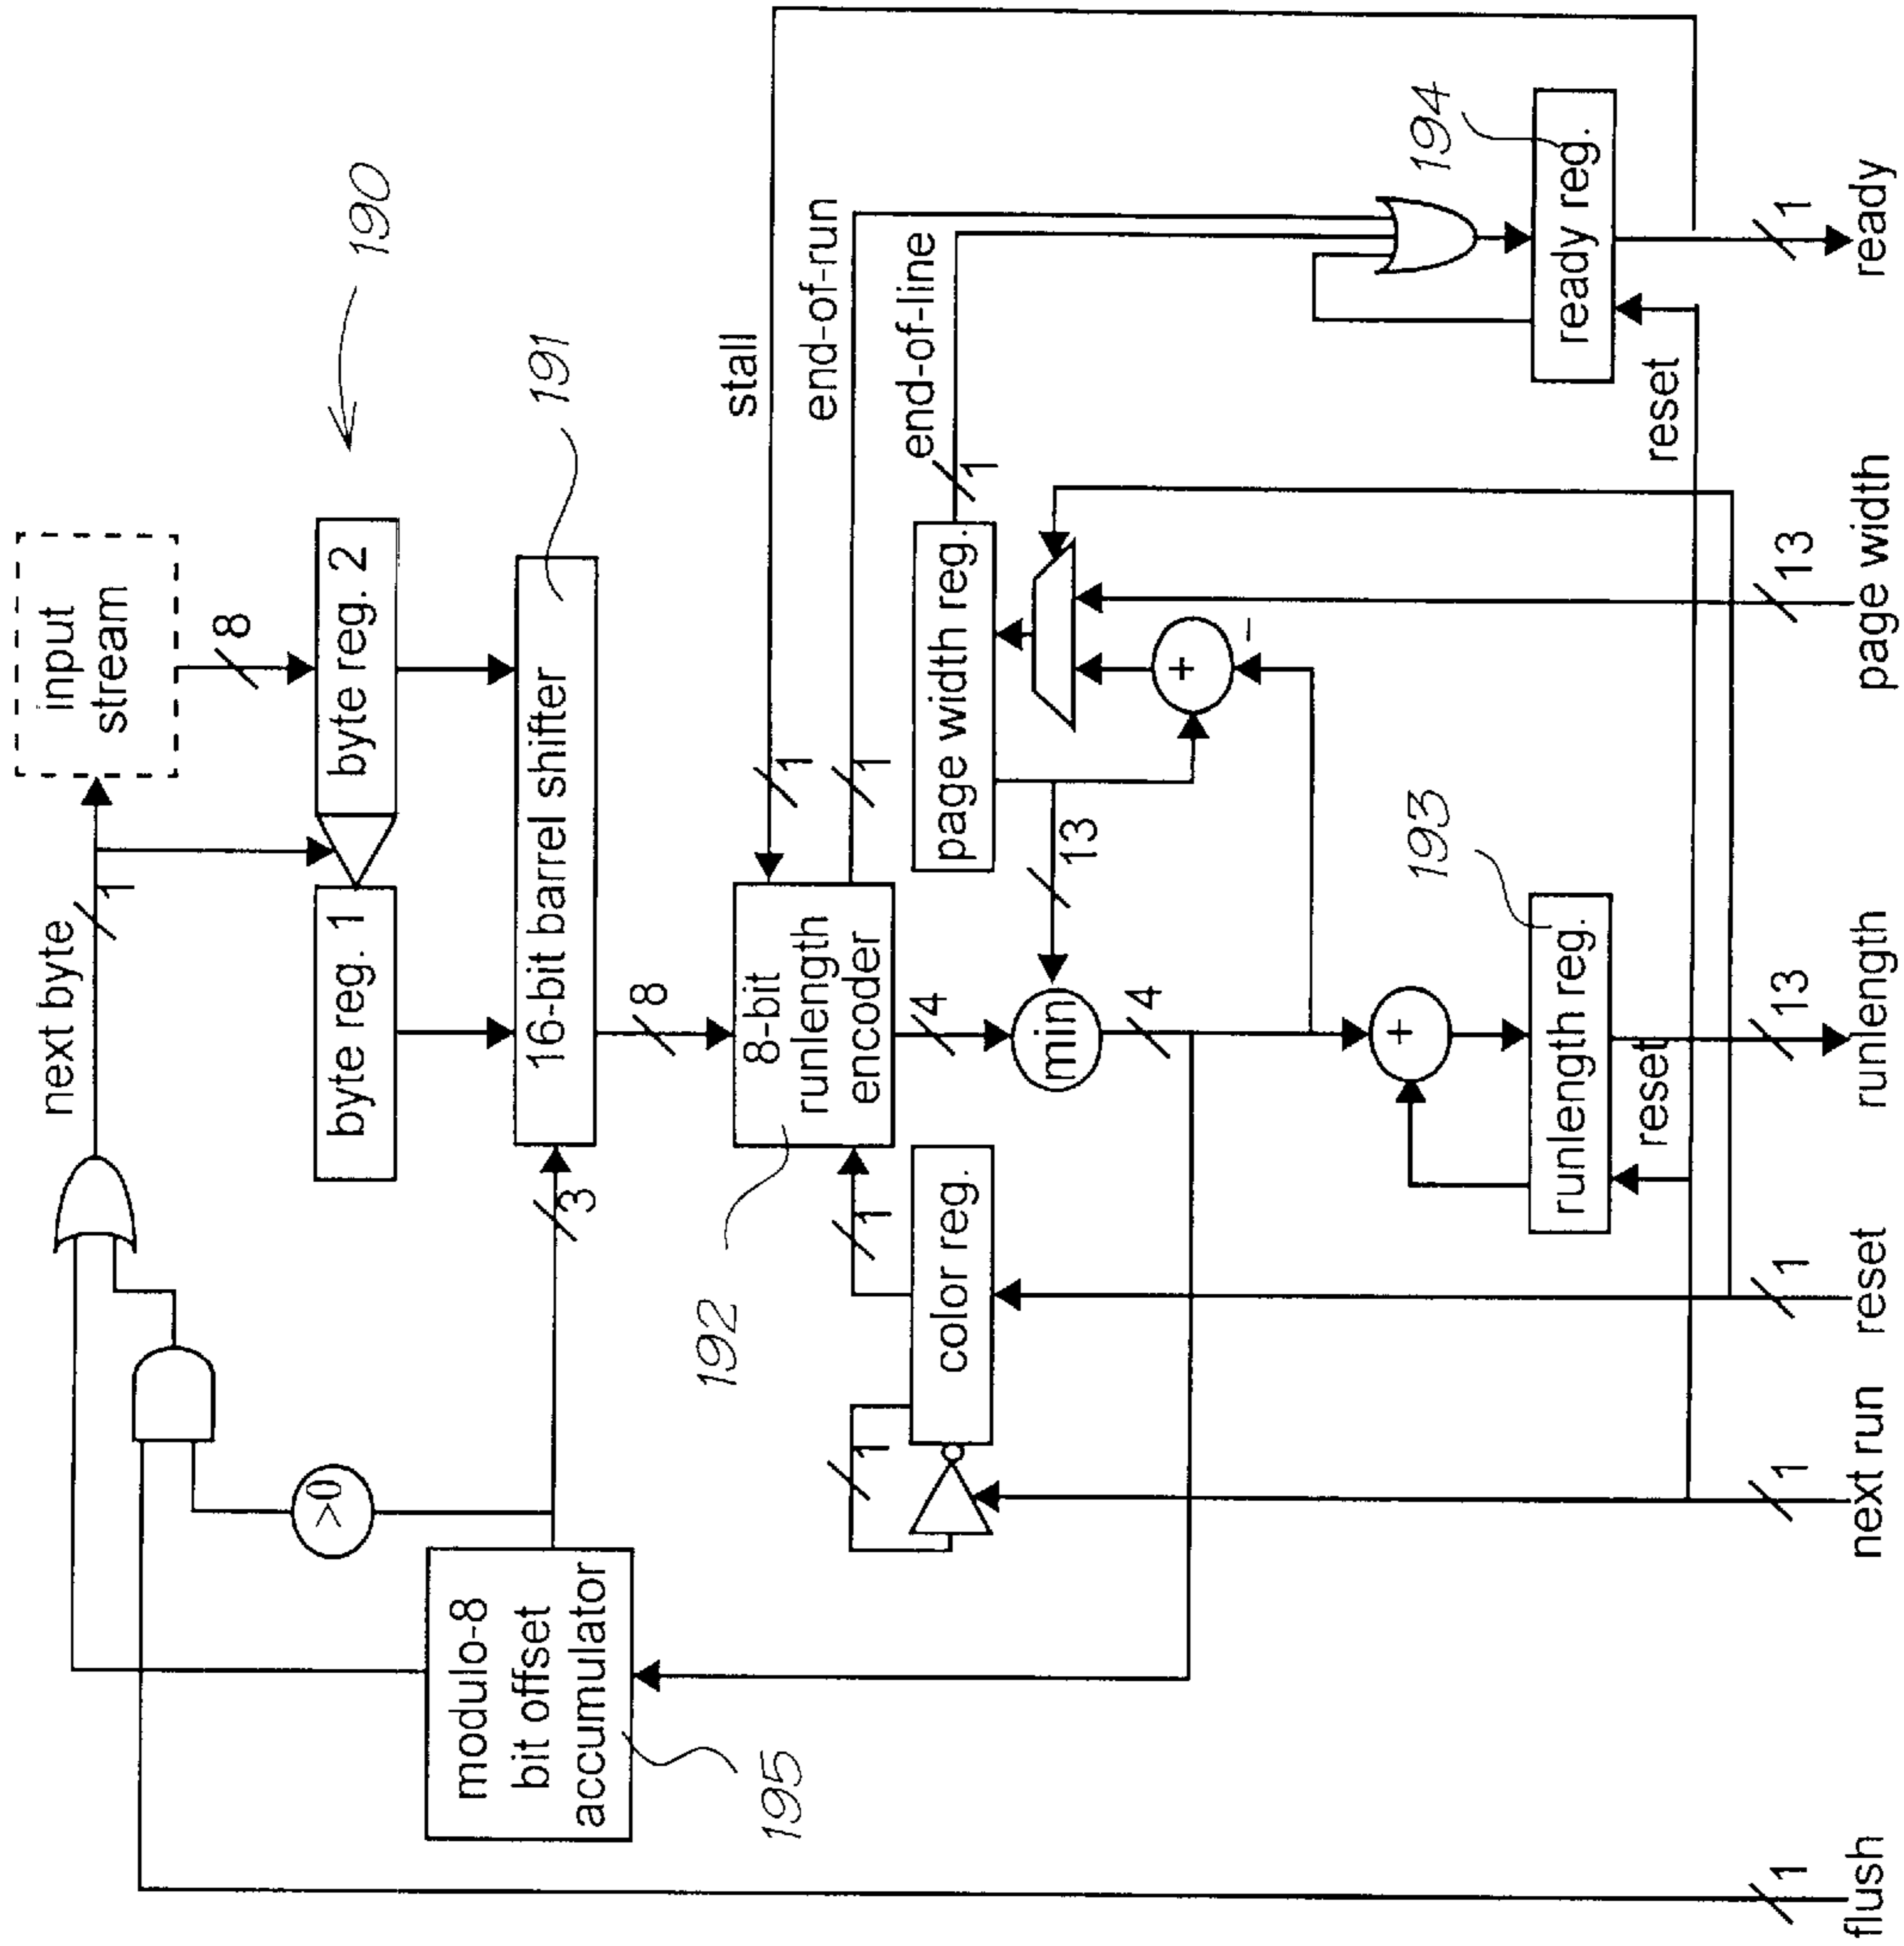 input
stream
next byte
1
8
190
byte reg. 1
byte reg. 2
16-bit barrel shifter
191
>0
modulo-8
bit offset
accumulator
195
3
8
stall
1
end-of-run
1
8-bit
runlength
encoder
192
end-of-line
1
page width reg.
color reg.
1
1
4
min
13
4
+
-
+
runlength reg.
193
reset
ready reg.
194
reset
flush
1
next run
1
reset
1
runlength
13
page width
13
ready
1